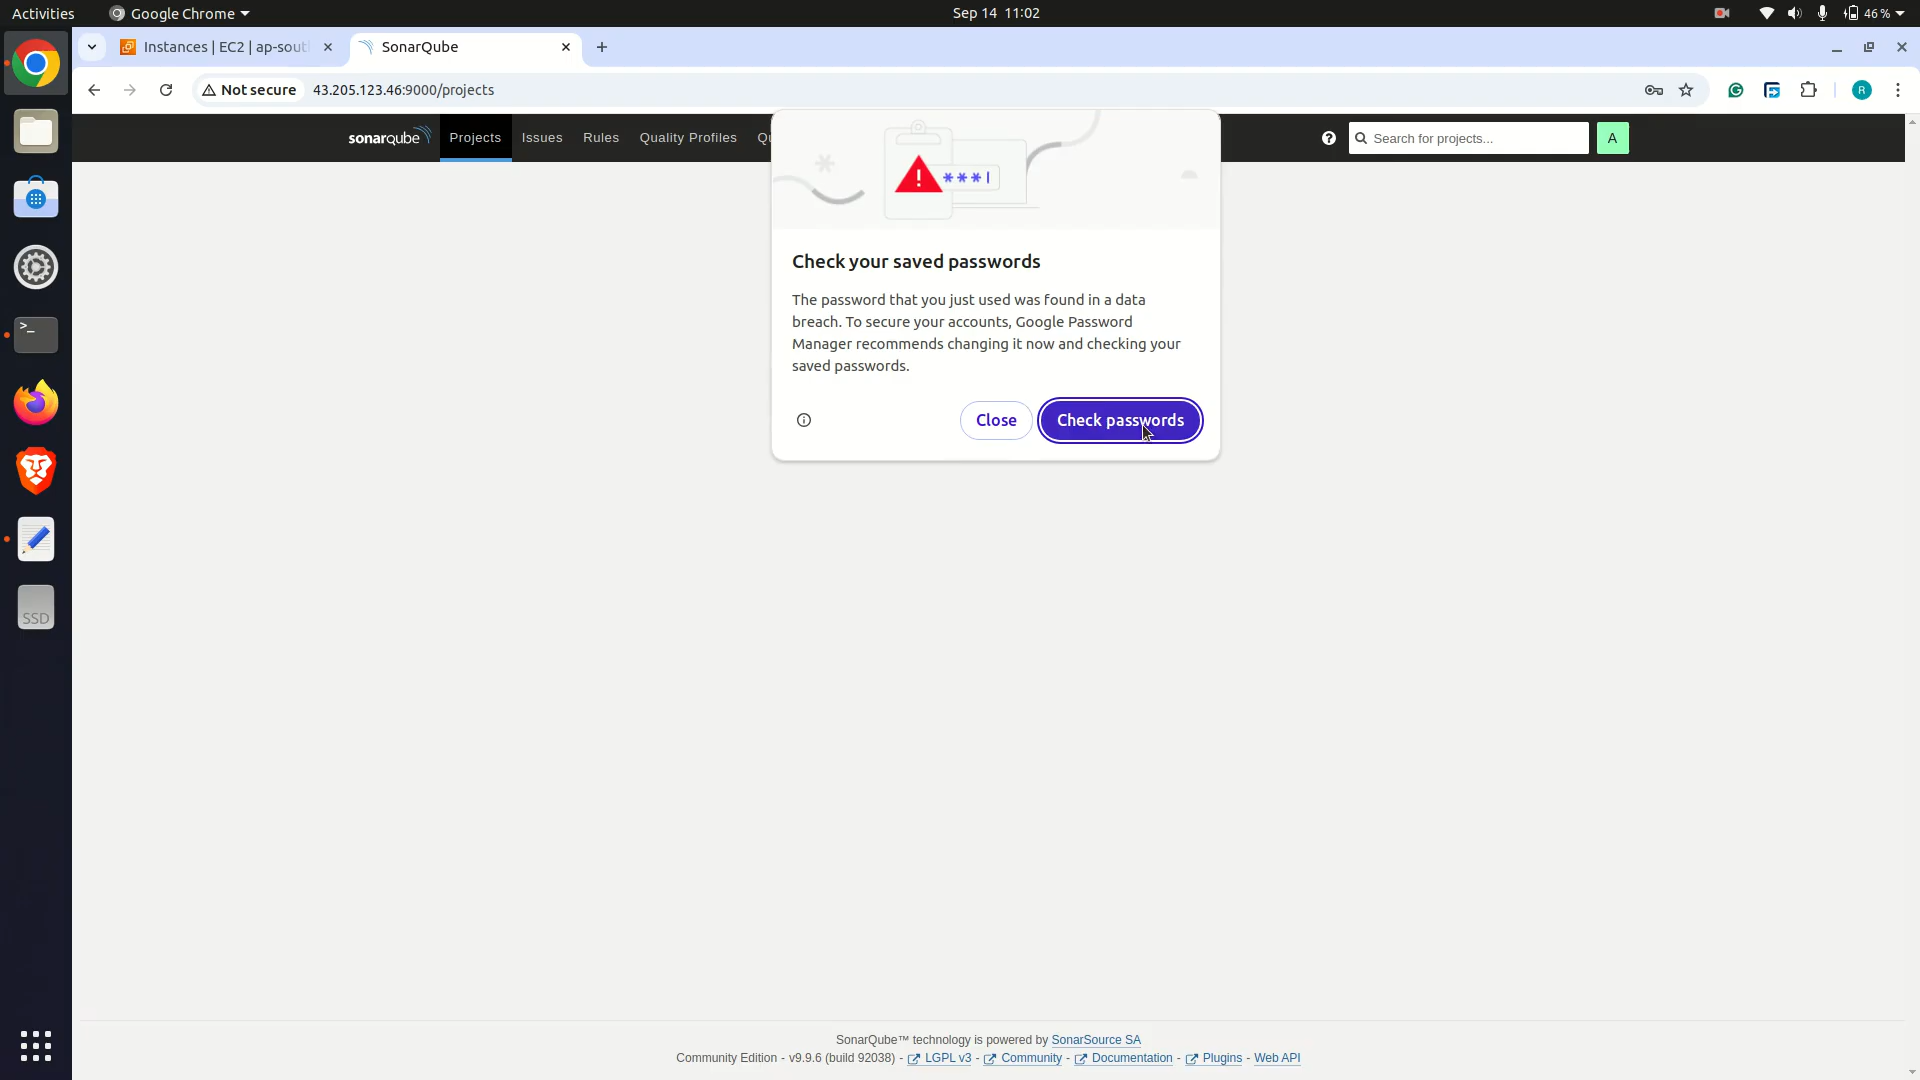 Activities
Google Chrome
Sep 14 11:02
46 %
Instances | EC2 | ap-sout
SonarQube
Not secure
43.205.123.46:9000/projects
R
sonarqube
Projects
Issues
Rules
Quality Profiles
Qu
Search for projects...
A
***|
Check your saved passwords
The password that you just used was found in a data
breach. To secure your accounts, Google Password
Manager recommends changing it now and checking your
saved passwords.
Close
Check passwords
SSD
SonarQube™ technology is powered by SonarSource SA
Community Edition - v9.9.6 (build 92038) - LGPL v3 - Community - Documentation - Plugins - Web API